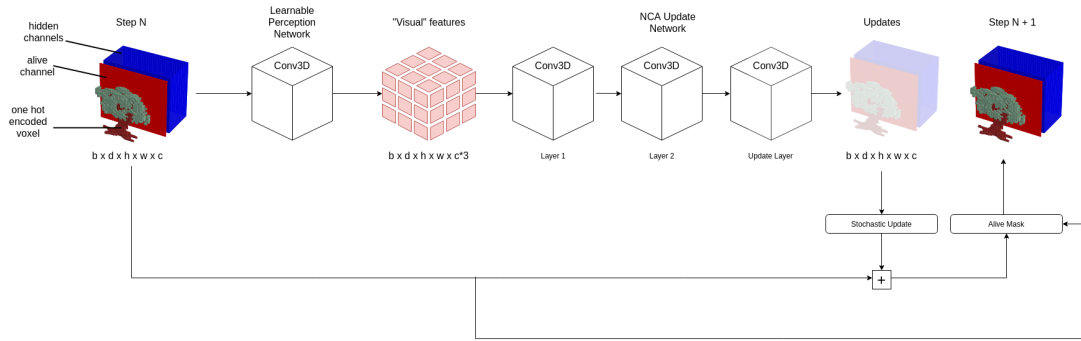 Step N
Learnable
Perception
Network
"Visual" features
NCA Update
Network
Updates
Step N + 1
hidden
channels
alive
channel
one hot
encoded
voxel
Conv3D
Conv3D
Conv3D
Conv3D
b x d x h x w x c
b x d x h x w x c*3
Layer 1
Layer 2
Update Layer
b x d x h x w x c
Stochastic Update
Alive Mask
+